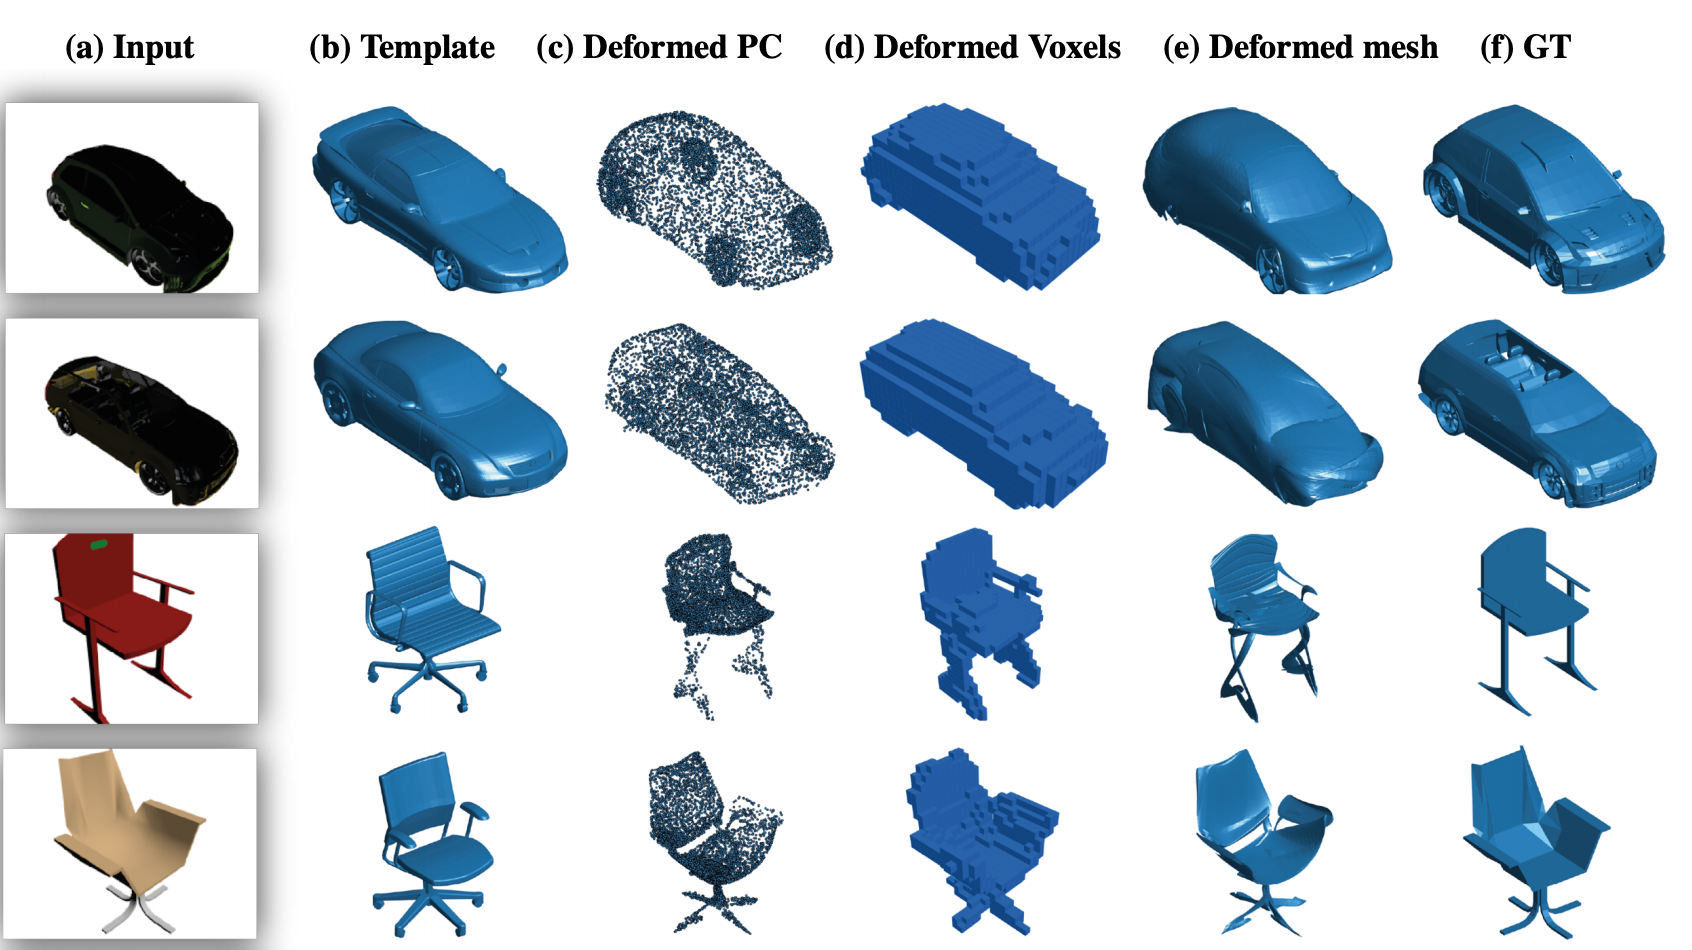 (a) Input (b) Template (c) Deformed PC (d) Deformed Voxels (e) Deformed mesh (f) GT